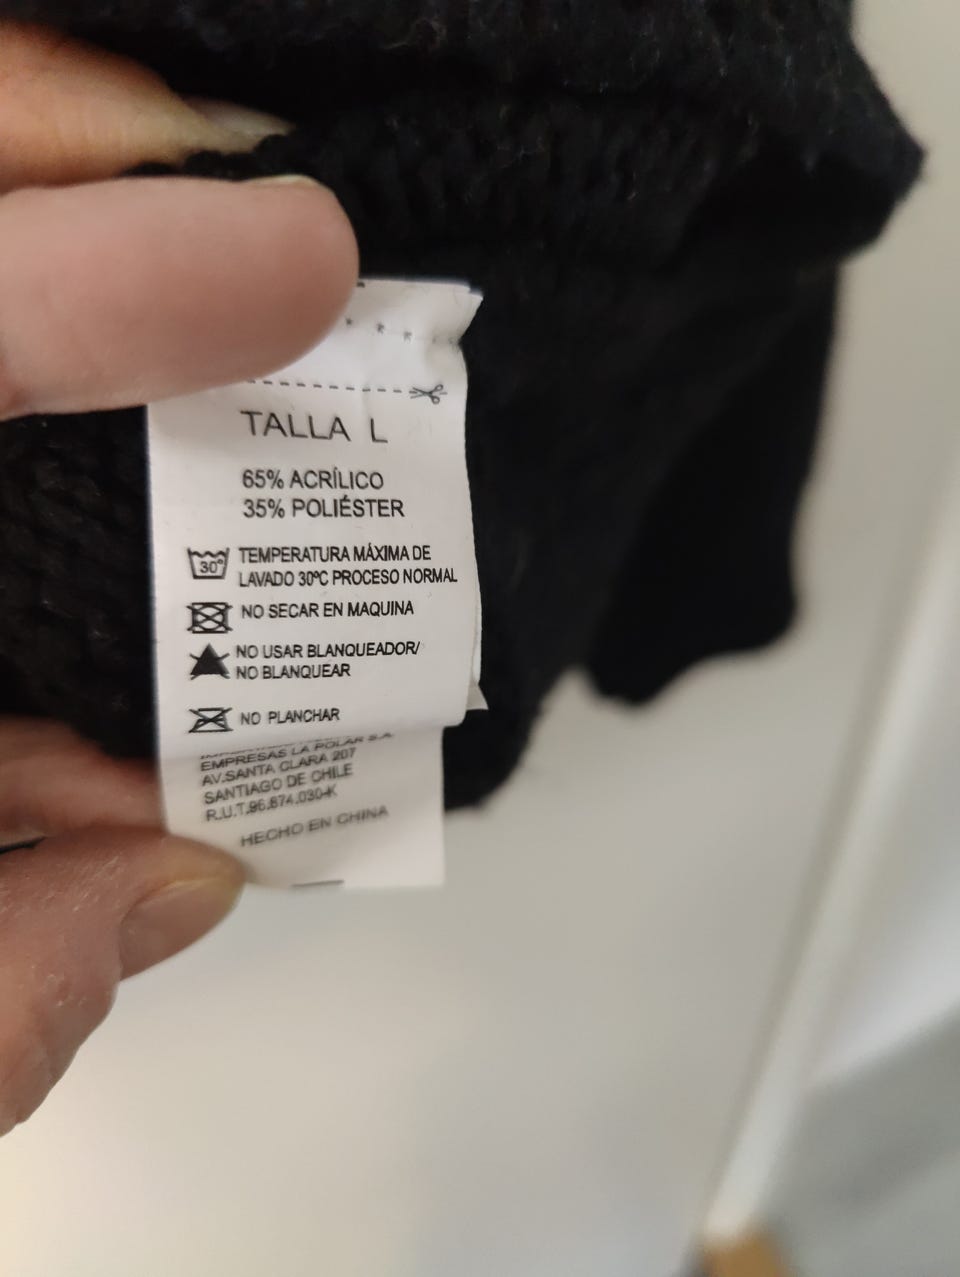 TALLA L
65% ACRÍLICO
35% POLIÉSTER
30° TEMPERATURA MÁXIMA DE
LAVADO 30ºC PROCESO NORMAL
NO SECAR EN MAQUINA
NO USAR BLANQUEADOR/
NO BLANQUEAR
NO PLANCHAR
EMPRESAS LA POLAR S.A.
AV.SANTA CLARA 207
SANTIAGO DE CHILE
R.U.T.96.874.030-K
HECHO EN CHINA